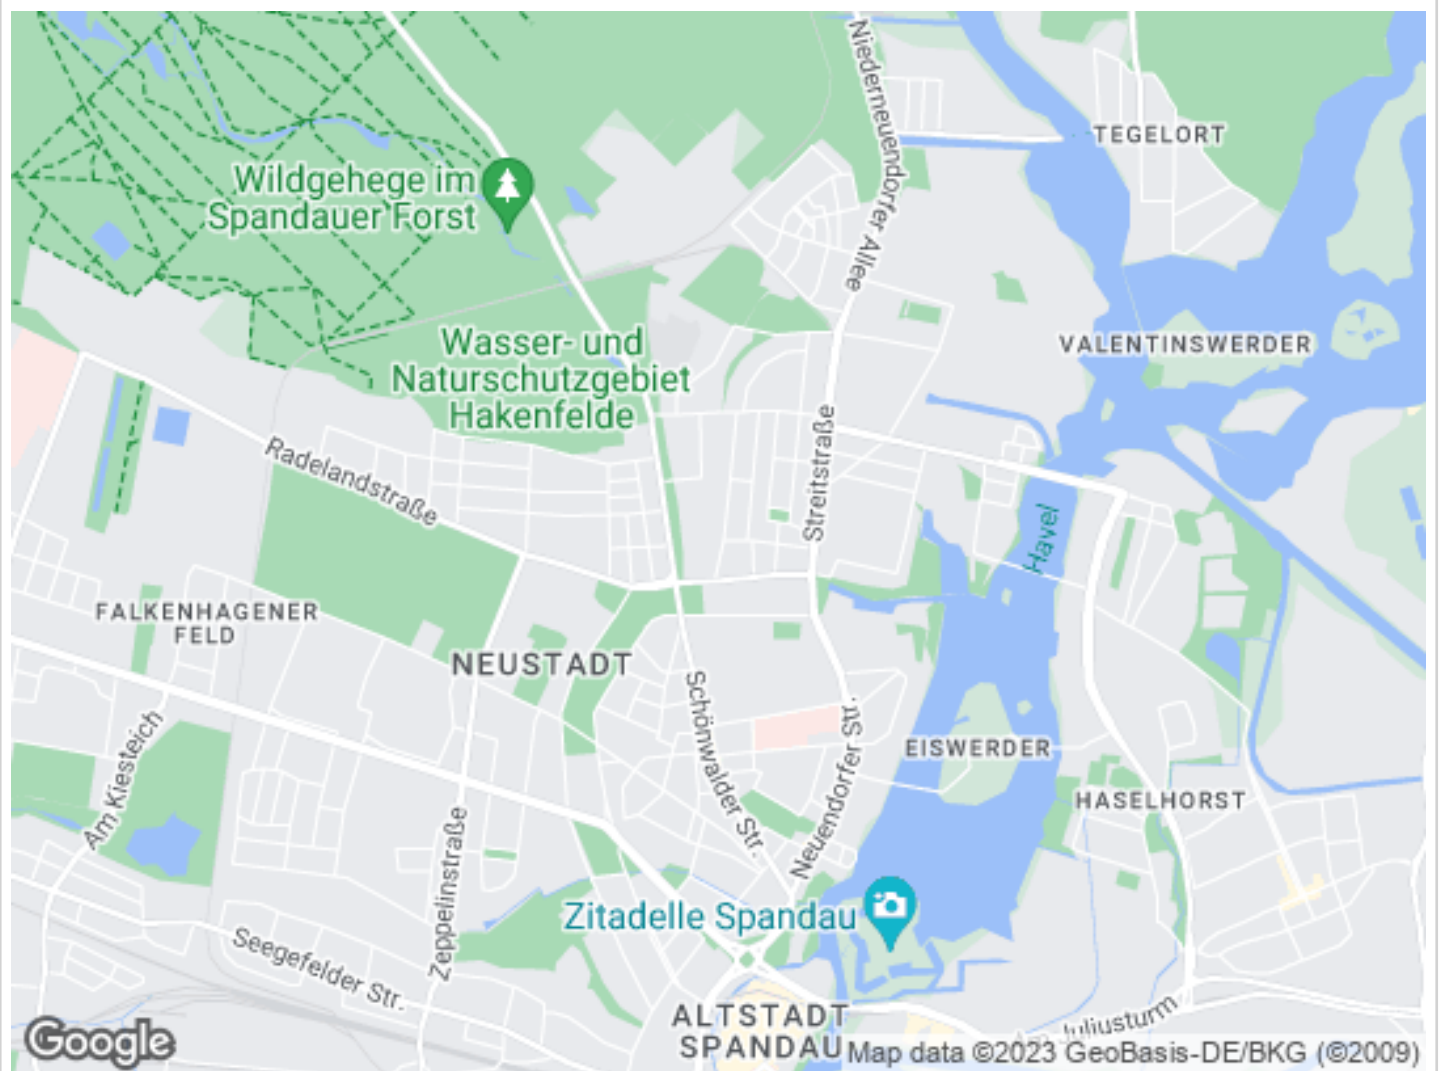 Niederneuendorfer Allee
TEGELORT
Wildgehege im
Spandauer Forst
Wasser- und
Naturschutzgebiet
Hakenfelde
VALENTINSWERDER
Radelandstraße
Streitstraße
Havel
FALKENHAGENER
FELD
NEUSTADT
Schönwalder Str.
Neuendorfer Str.
Am Kiesteich
EISWERDER
HASELHORST
Zeppelinstraße
Zitadelle Spandau
Seegefelder Str.
ALTSTADT
SPANDAU
Am Juliusturm
Google
Map data ©2023 GeoBasis-DE/BKG (©2009)